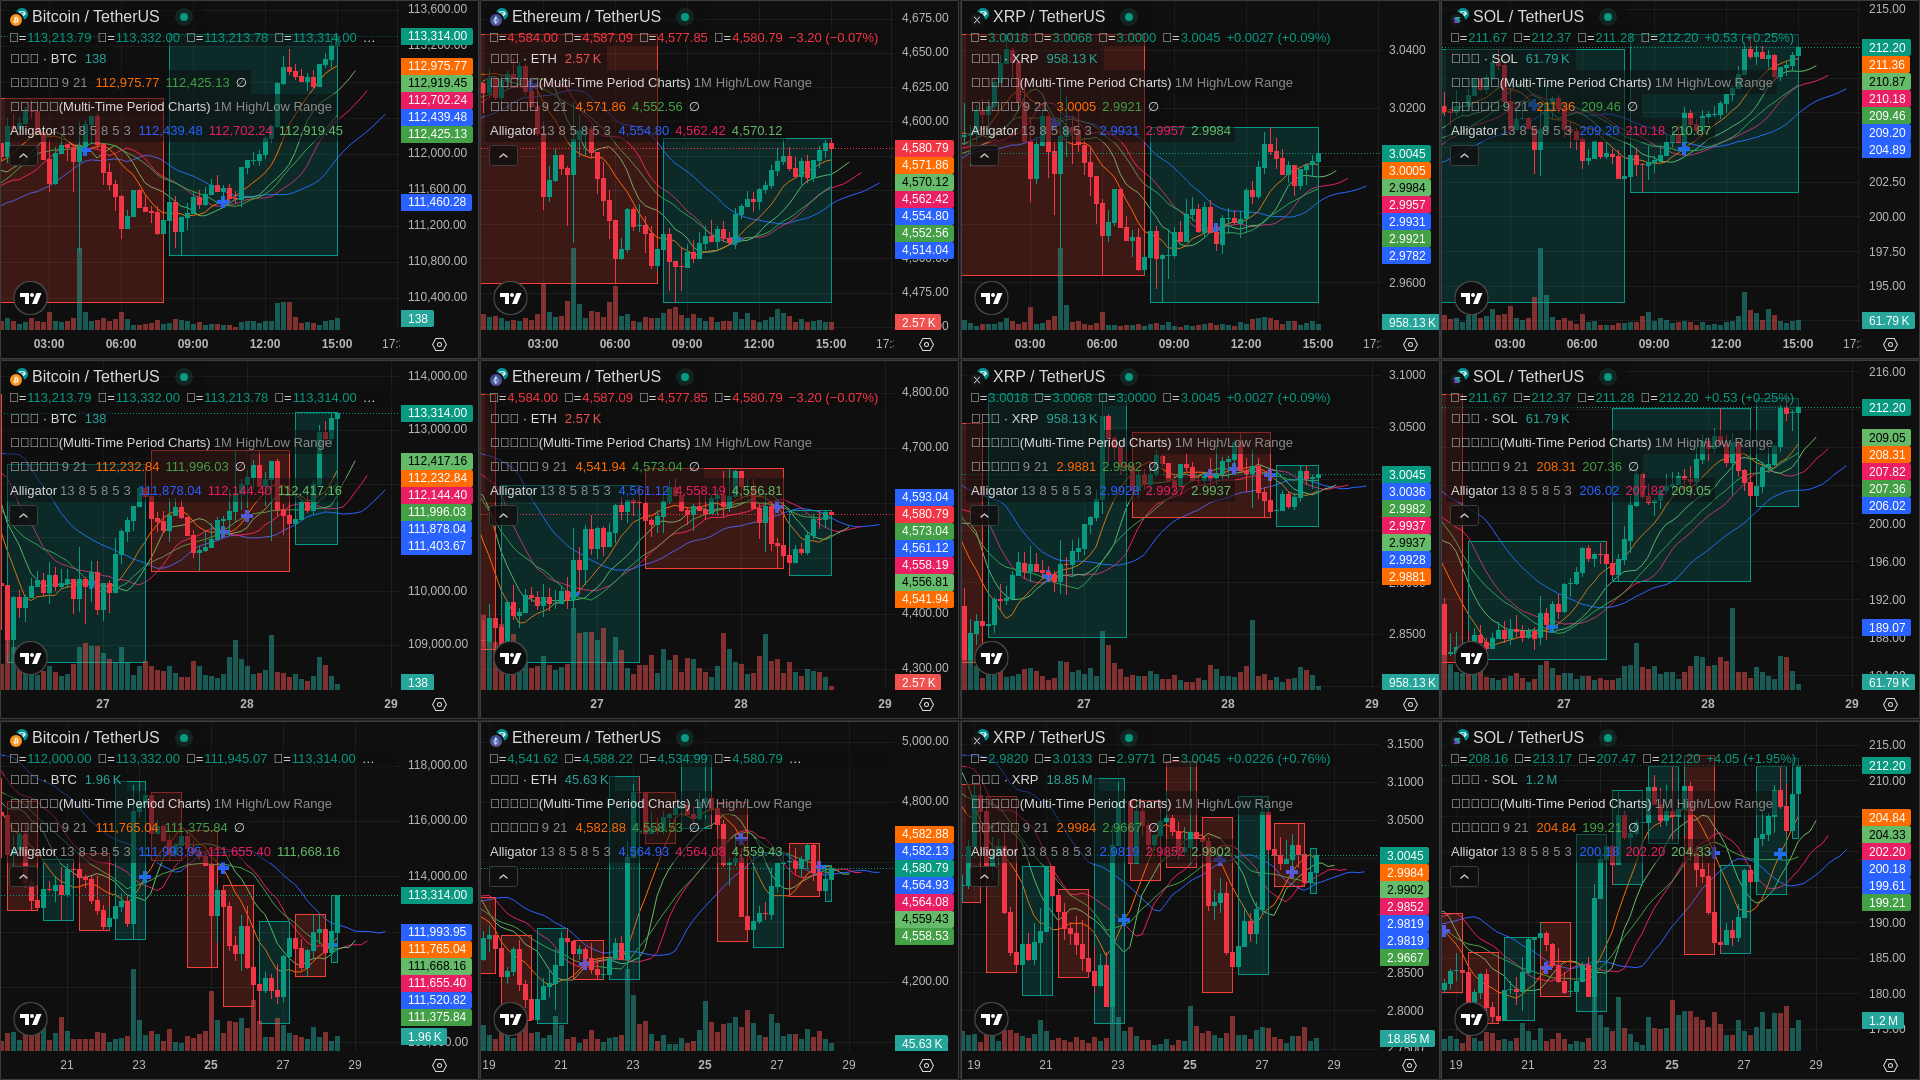 Bitcoin / TetherUS
=113,213.79 =113,332.00 =113,213.78 =113,314.00 ...
· BTC 138
9 21 112,975.77 112,425.13 ∅
(Multi-Time Period Charts) 1M High/Low Range
Alligator 13 8 5 8 5 3 112,439.48 112,702.24 112,919.45
113,600.00
113,314.00
113,200.00
112,975.77
112,919.45
112,702.24
112,439.48
112,425.13
112,000.00
111,600.00
111,460.28
111,200.00
110,800.00
110,400.00
138
03:00 06:00 09:00 12:00 15:00
Ethereum / TetherUS
=4,584.00 =4,587.09 =4,577.85 =4,580.79 −3.20 (−0.07%)
· ETH 2.57 K
(Multi-Time Period Charts) 1M High/Low Range
9 21 4,571.86 4,552.56 ∅
Alligator 13 8 5 8 5 3 4,554.80 4,562.42 4,570.12
4,675.00
4,650.00
4,625.00
4,600.00
4,580.79
4,571.86
4,570.12
4,562.42
4,554.80
4,552.56
4,514.04
4,475.00
2.57 K
03:00 06:00 09:00 12:00 15:00
XRP / TetherUS
=3.0018 =3.0068 =3.0000 =3.0045 +0.0027 (+0.09%)
· XRP 958.13 K
(Multi-Time Period Charts) 1M High/Low Range
9 21 3.0005 2.9921 ∅
Alligator 13 8 5 8 5 3 2.9931 2.9957 2.9984
3.0400
3.0200
3.0045
3.0005
2.9984
2.9957
2.9931
2.9921
2.9782
2.9600
958.13 K
03:00 06:00 09:00 12:00 15:00
SOL / TetherUS
=211.67 =212.37 =211.28 =212.20 +0.53 (+0.25%)
· SOL 61.79 K
(Multi-Time Period Charts) 1M High/Low Range
9 21 211.36 209.46 ∅
Alligator 13 8 5 8 5 3 209.20 210.18 210.87
215.00
212.20
211.36
210.87
210.18
209.46
209.20
204.89
202.50
200.00
197.50
195.00
61.79 K
03:00 06:00 09:00 12:00 15:00
Bitcoin / TetherUS
=113,213.79 =113,332.00 =113,213.78 =113,314.00 ...
· BTC 138
(Multi-Time Period Charts) 1M High/Low Range
9 21 112,232.84 111,996.03 ∅
Alligator 13 8 5 8 5 3 111,878.04 112,144.40 112,417.16
114,000.00
113,314.00
113,000.00
112,417.16
112,232.84
112,144.40
111,996.03
111,878.04
111,403.67
110,000.00
109,000.00
138
27 28 29
Ethereum / TetherUS
=4,584.00 =4,587.09 =4,577.85 =4,580.79 −3.20 (−0.07%)
· ETH 2.57 K
(Multi-Time Period Charts) 1M High/Low Range
9 21 4,541.94 4,573.04 ∅
Alligator 13 8 5 8 5 3 4,561.12 4,558.19 4,556.81
4,800.00
4,700.00
4,593.04
4,580.79
4,573.04
4,561.12
4,558.19
4,556.81
4,541.94
4,400.00
4,300.00
2.57 K
27 28 29
XRP / TetherUS
=3.0018 =3.0068 =3.0000 =3.0045 +0.0027 (+0.09%)
· XRP 958.13 K
(Multi-Time Period Charts) 1M High/Low Range
9 21 2.9881 2.9982 ∅
Alligator 13 8 5 8 5 3 2.9928 2.9937 2.9937
3.1000
3.0500
3.0045
3.0036
2.9982
2.9937
2.9937
2.9928
2.9881
2.8500
958.13 K
27 28 29
SOL / TetherUS
=211.67 =212.37 =211.28 =212.20 +0.53 (+0.25%)
· SOL 61.79 K
(Multi-Time Period Charts) 1M High/Low Range
9 21 208.31 207.36 ∅
Alligator 13 8 5 8 5 3 206.02 207.82 209.05
216.00
212.20
209.05
208.31
207.82
207.36
206.02
200.00
196.00
192.00
189.07
188.00
61.79 K
27 28 29
Bitcoin / TetherUS
=112,000.00 =113,332.00 =111,945.07 =113,314.00 ...
· BTC 1.96 K
(Multi-Time Period Charts) 1M High/Low Range
9 21 111,765.04 111,375.84 ∅
Alligator 13 8 5 8 5 3 111,993.95 111,655.40 111,668.16
118,000.00
116,000.00
114,000.00
113,314.00
111,993.95
111,765.04
111,668.16
111,655.40
111,520.82
111,375.84
1.96 K
21 23 25 27 29
Ethereum / TetherUS
=4,541.62 =4,588.22 =4,534.99 =4,580.79 ...
· ETH 45.63 K
(Multi-Time Period Charts) 1M High/Low Range
9 21 4,582.88 4,558.53 ∅
Alligator 13 8 5 8 5 3 4,564.93 4,564.08 4,559.43
5,000.00
4,800.00
4,582.88
4,582.13
4,580.79
4,564.93
4,564.08
4,559.43
4,558.53
4,200.00
45.63 K
19 21 23 25 27 29
XRP / TetherUS
=2.9820 =3.0133 =2.9771 =3.0045 +0.0226 (+0.76%)
· XRP 18.85 M
(Multi-Time Period Charts) 1M High/Low Range
9 21 2.9984 2.9667 ∅
Alligator 13 8 5 8 5 3 2.9819 2.9852 2.9902
3.1500
3.1000
3.0500
3.0045
2.9984
2.9902
2.9852
2.9819
2.9819
2.9667
2.8500
2.8000
18.85 M
19 21 23 25 27 29
SOL / TetherUS
=208.16 =213.17 =207.47 =212.20 +4.05 (+1.95%)
· SOL 1.2 M
(Multi-Time Period Charts) 1M High/Low Range
9 21 204.84 199.21 ∅
Alligator 13 8 5 8 5 3 200.18 202.20 204.33
215.00
212.20
210.00
204.84
204.33
202.20
200.18
199.61
199.21
190.00
185.00
180.00
1.2 M
19 21 23 25 27 29